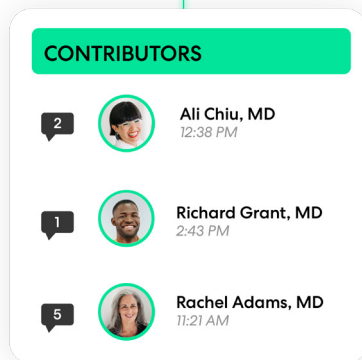 CONTRIBUTORS
2
Ali Chiu, MD
12:38 PM
1
Richard Grant, MD
2:43 PM
5
Rachel Adams, MD
11:21 AM